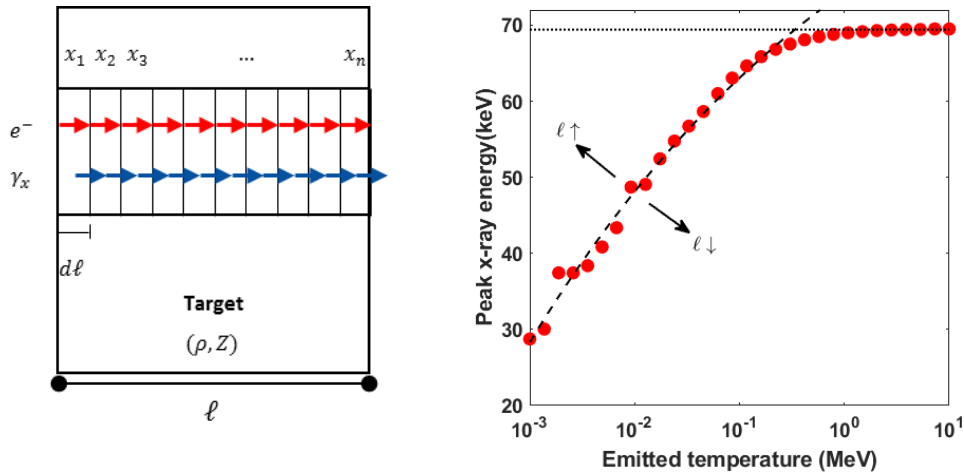 x₁ x₂ x₃ ... xₙ
e⁻
γₓ
dℓ
Target
(ρ, Z)
ℓ
Peak x-ray energy(keV)
70
60
50
40
30
20
ℓ ↑
ℓ ↓
10⁻³ 10⁻² 10⁻¹ 10⁰ 10¹
Emitted temperature (MeV)